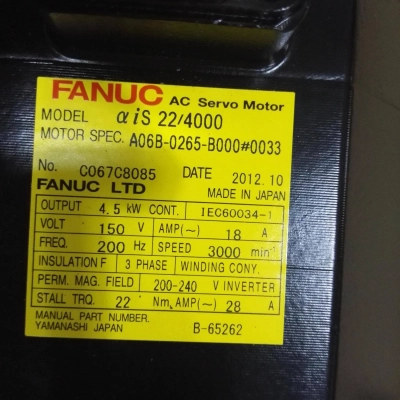 FANUC AC Servo Motor
MODEL αiS 22/4000
MOTOR SPEC. A06B-0265-B000#0033
No. C067C8085 DATE 2012.10
FANUC LTD MADE IN JAPAN
OUTPUT 4.5 kW CONT. IEC60034-1
VOLT 150 V AMP(~) 18 A
FREQ. 200 Hz SPEED 3000 min⁻¹
INSULATION F 3 PHASE WINDING CONY.
PERM. MAG. FIELD 200-240 V INVERTER
STALL TRQ. 22 Nm, AMP(~) 28 A
MANUAL PART NUMBER. B-65262
YAMANASHI JAPAN